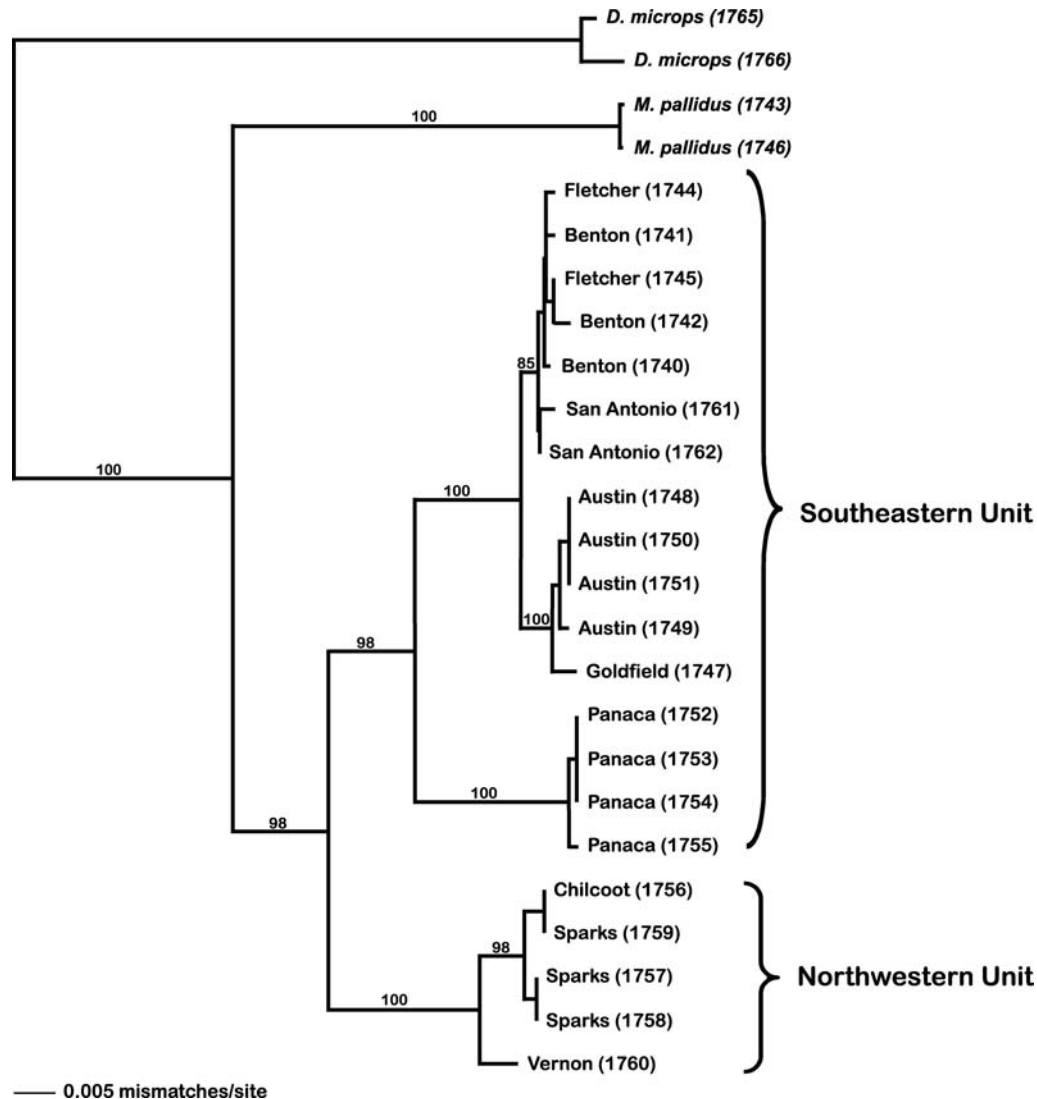 D. microps (1765)
D. microps (1766)
M. pallidus (1743)
100
M. pallidus (1746)
Fletcher (1744)
Benton (1741)
Fletcher (1745)
Benton (1742)
85
Benton (1740)
San Antonio (1761)
San Antonio (1762)
100
100
Austin (1748)
Southeastern Unit
Austin (1750)
Austin (1751)
100
Austin (1749)
98
Goldfield (1747)
Panaca (1752)
Panaca (1753)
100
Panaca (1754)
98
Panaca (1755)
Chilcoot (1756)
Sparks (1759)
98
Sparks (1757)
Northwestern Unit
100
Sparks (1758)
Vernon (1760)
0.005 mismatches/site